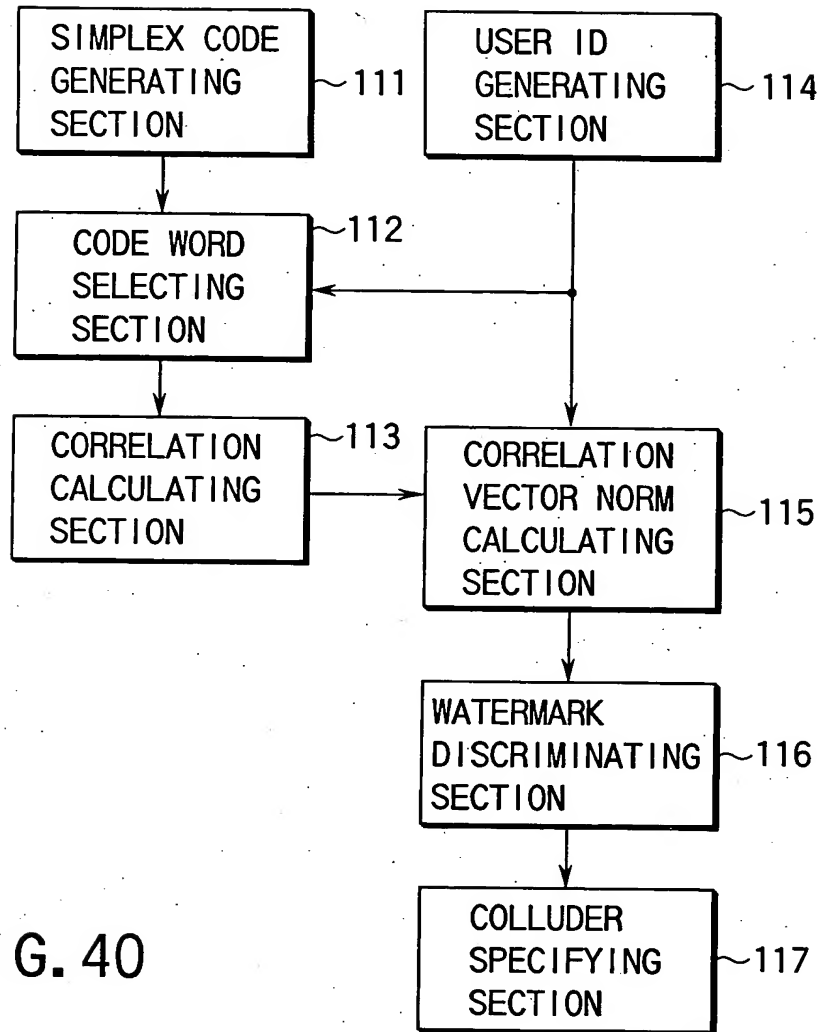 SIMPLEX CODE
GENERATING
SECTION
111
USER ID
GENERATING
SECTION
114
CODE WORD
SELECTING
SECTION
112
CORRELATION
CALCULATING
SECTION
113
CORRELATION
VECTOR NORM
CALCULATING
SECTION
115
WATERMARK
DISCRIMINATING
SECTION
116
COLLUDER
SPECIFYING
SECTION
117
G. 40